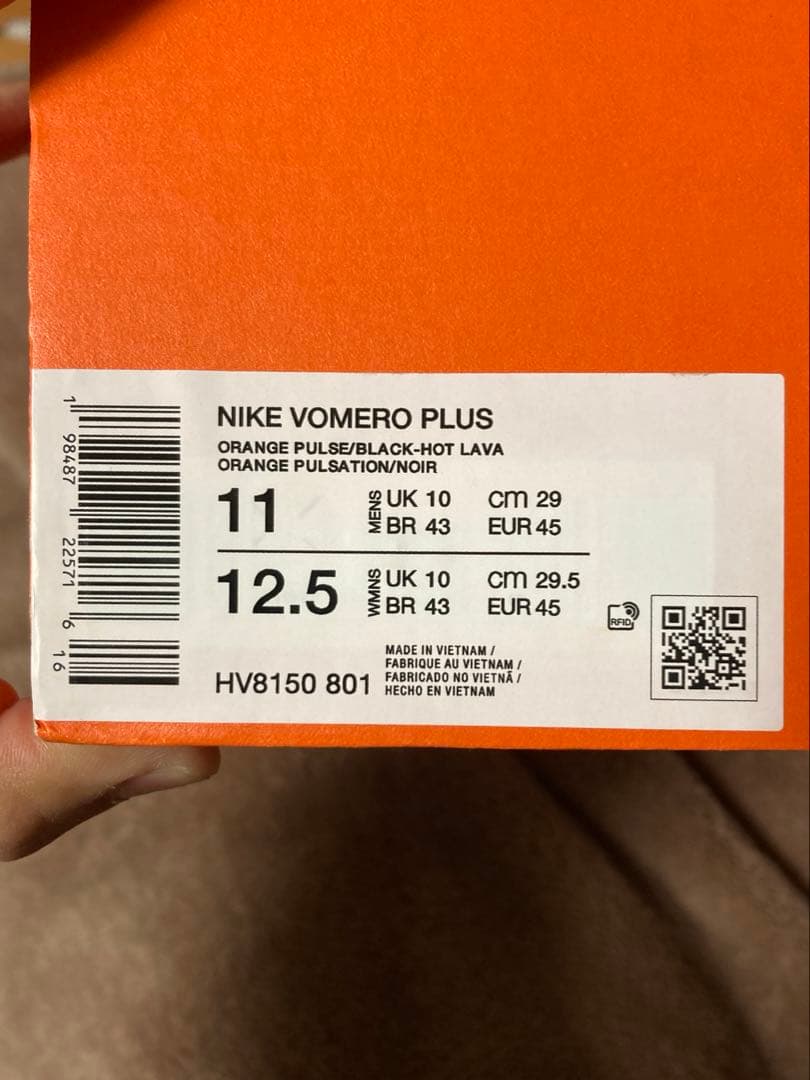 NIKE VOMERO PLUS
ORANGE PULSE/BLACK-HOT LAVA
ORANGE PULSATION/NOIR
11 MENS UK 10 cm 29
BR 43 EUR 45
12.5 WMNS UK 10 cm 29.5
BR 43 EUR 45
HV8150 801
MADE IN VIETNAM /
FABRIQUE AU VIETNAM /
FABRICADO NO VIETNÃ /
HECHO EN VIETNAM
RFID
1 98487 22571 6 16